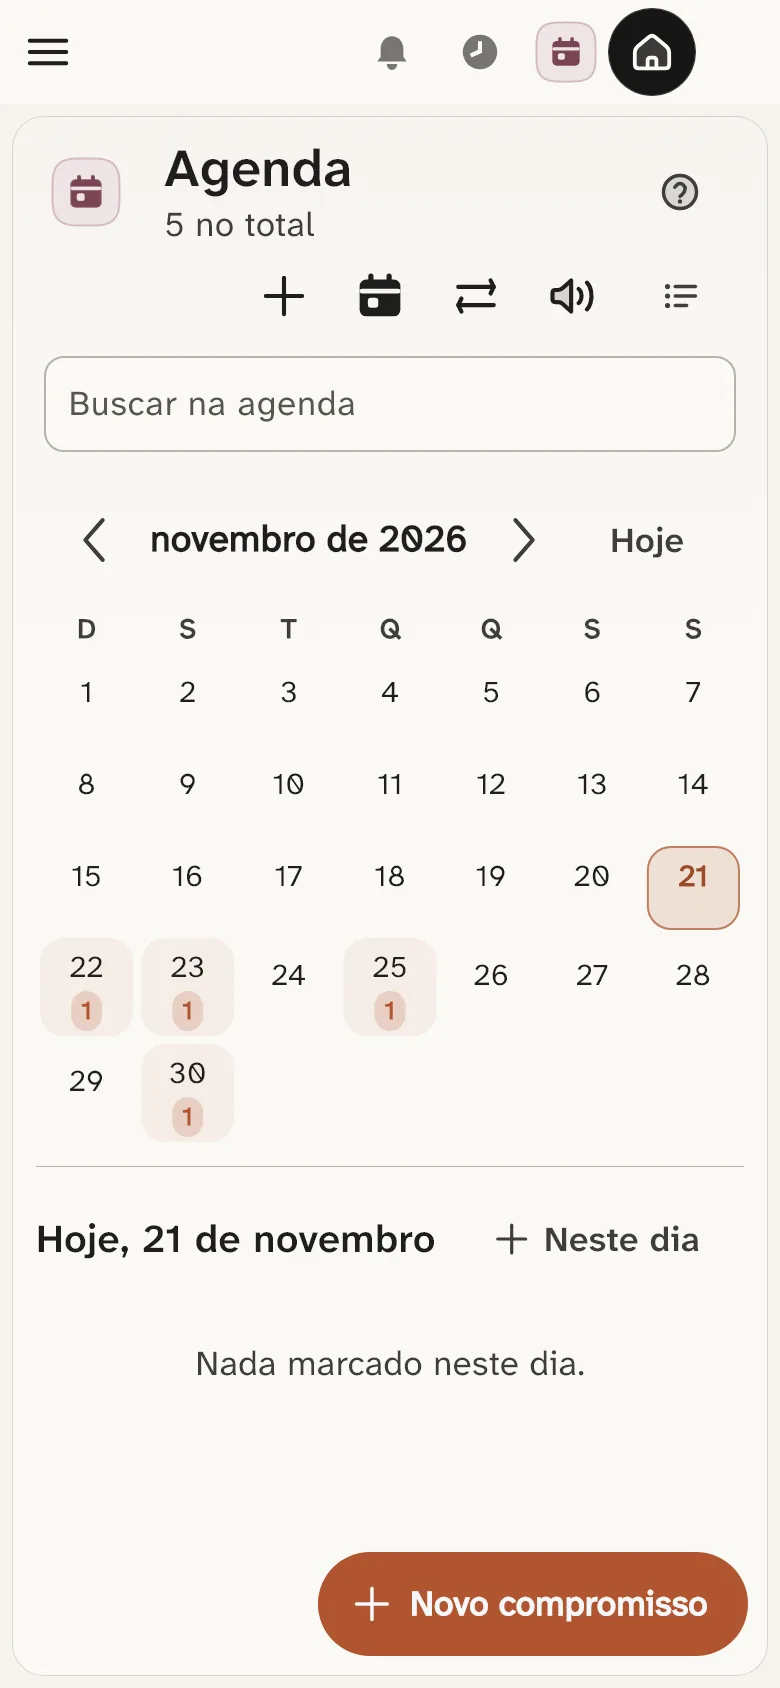 Agenda
5 no total
Buscar na agenda
novembro de 2026 Hoje
D S T Q Q S S
1 2 3 4 5 6 7
8 9 10 11 12 13 14
15 16 17 18 19 20 21
22 23 24 25 26 27 28
1 1 1
29 30
1
Hoje, 21 de novembro + Neste dia
Nada marcado neste dia.
+ Novo compromisso